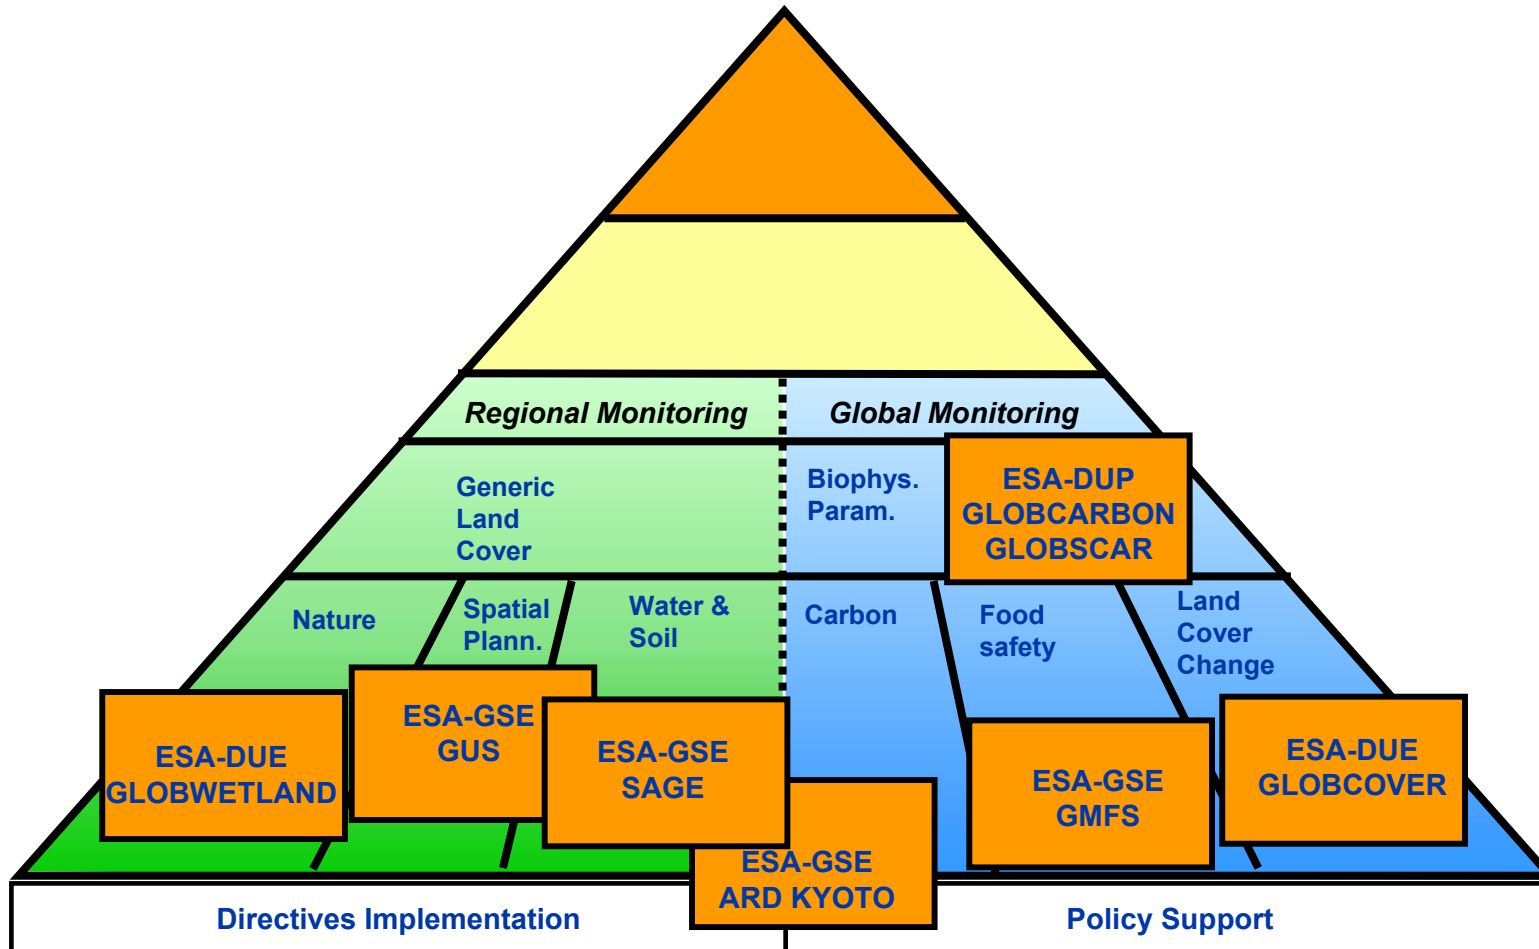 Regional Monitoring
Global Monitoring
Generic
Land
Cover
Biophys.
Param.
ESA-DUP
GLOBCARBON
GLOBSCAR
Nature
Spatial
Plann.
Water &
Soil
Carbon
Food
safety
Land
Cover
Change
ESA-DUE
GLOBWETLAND
ESA-GSE
GUS
ESA-GSE
SAGE
ESA-GSE
ARD KYOTO
ESA-GSE
GMFS
ESA-DUE
GLOBCOVER
Directives Implementation
Policy Support